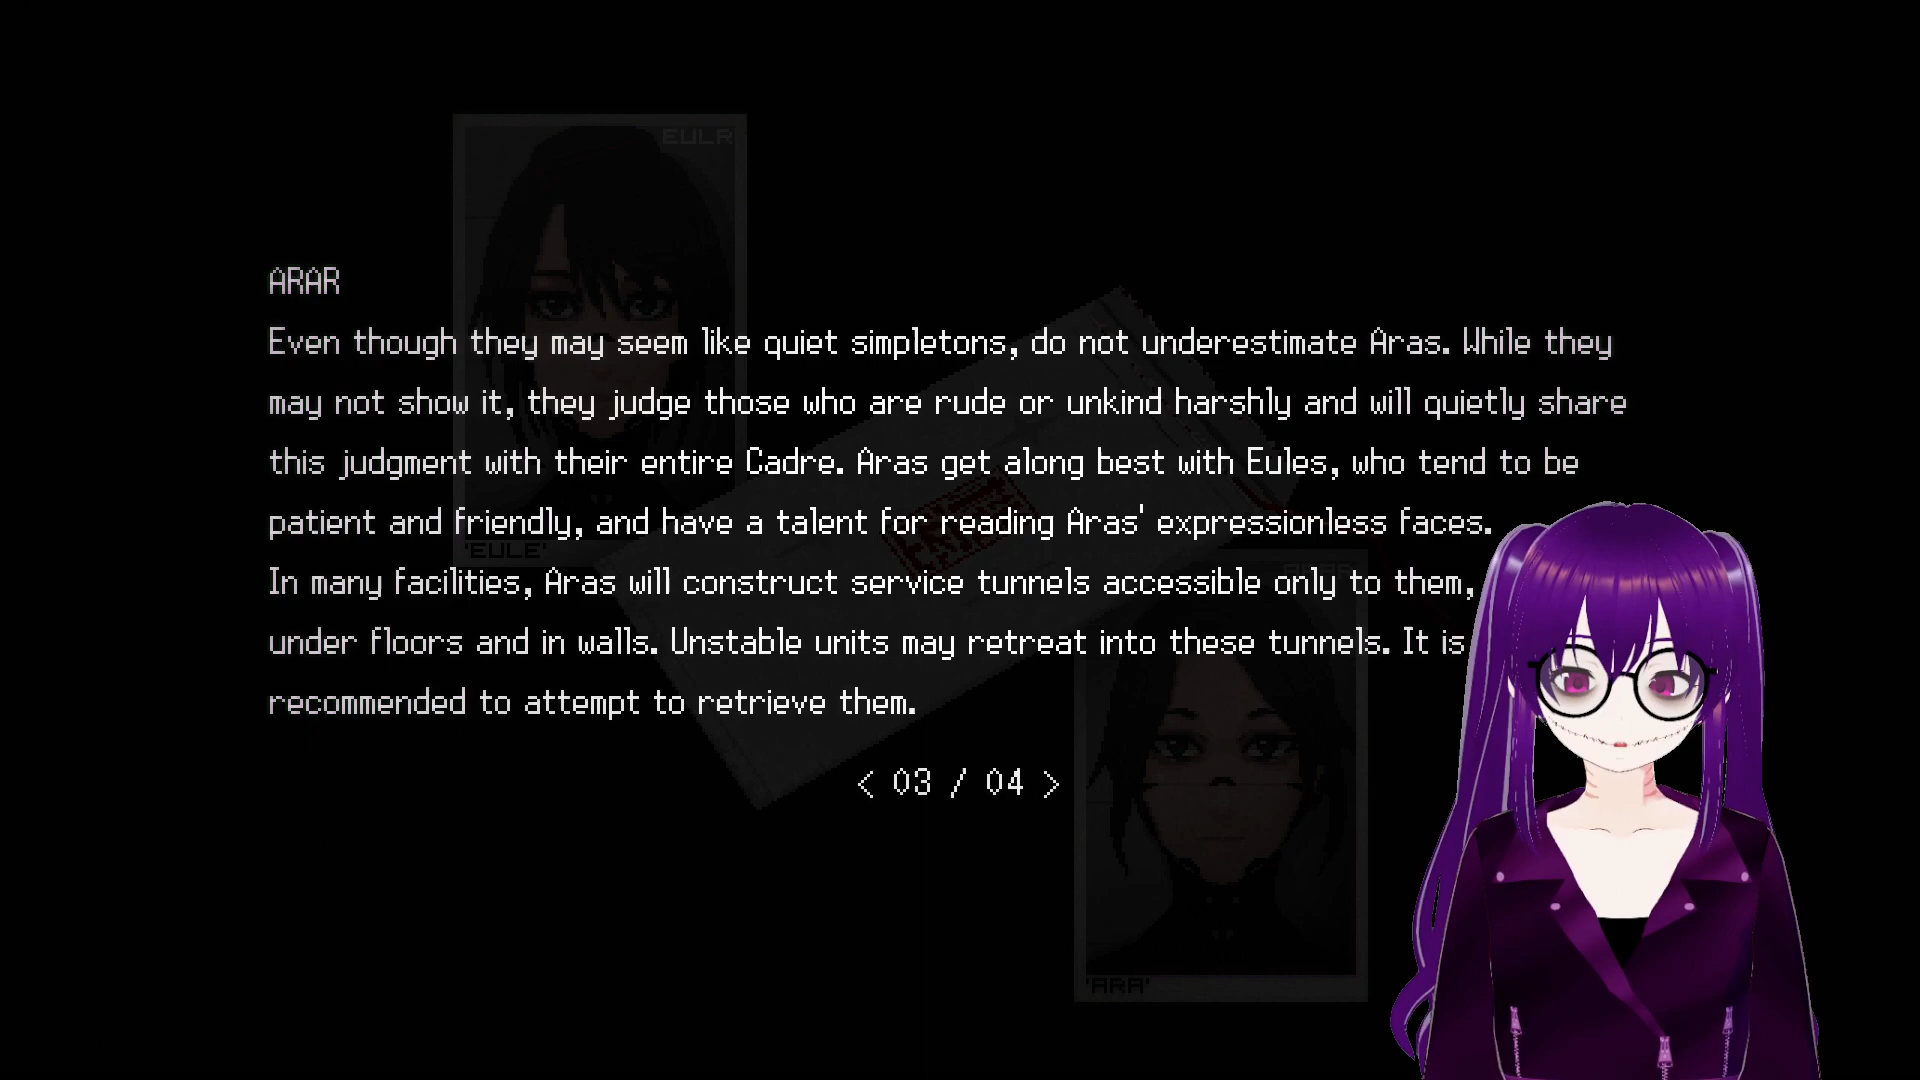 EULR
ARAR
Even though they may seem like quiet simpletons, do not underestimate Aras. While they
may not show it, they judge those who are rude or unkind harshly and will quietly share
this judgment with their entire Cadre. Aras get along best with Eules, who tend to be
patient and friendly, and have a talent for reading Aras' expressionless faces.
'EULE'
ARAR
In many facilities, Aras will construct service tunnels accessible only to them,
under floors and in walls. Unstable units may retreat into these tunnels. It is
recommended to attempt to retrieve them.
< 03 / 04 >
'ARA'